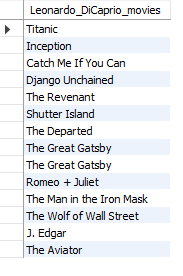 Leonardo_DiCaprio_movies
Titanic
Inception
Catch Me If You Can
Django Unchained
The Revenant
Shutter Island
The Departed
The Great Gatsby
The Great Gatsby
Romeo + Juliet
The Man in the Iron Mask
The Wolf of Wall Street
J. Edgar
The Aviator